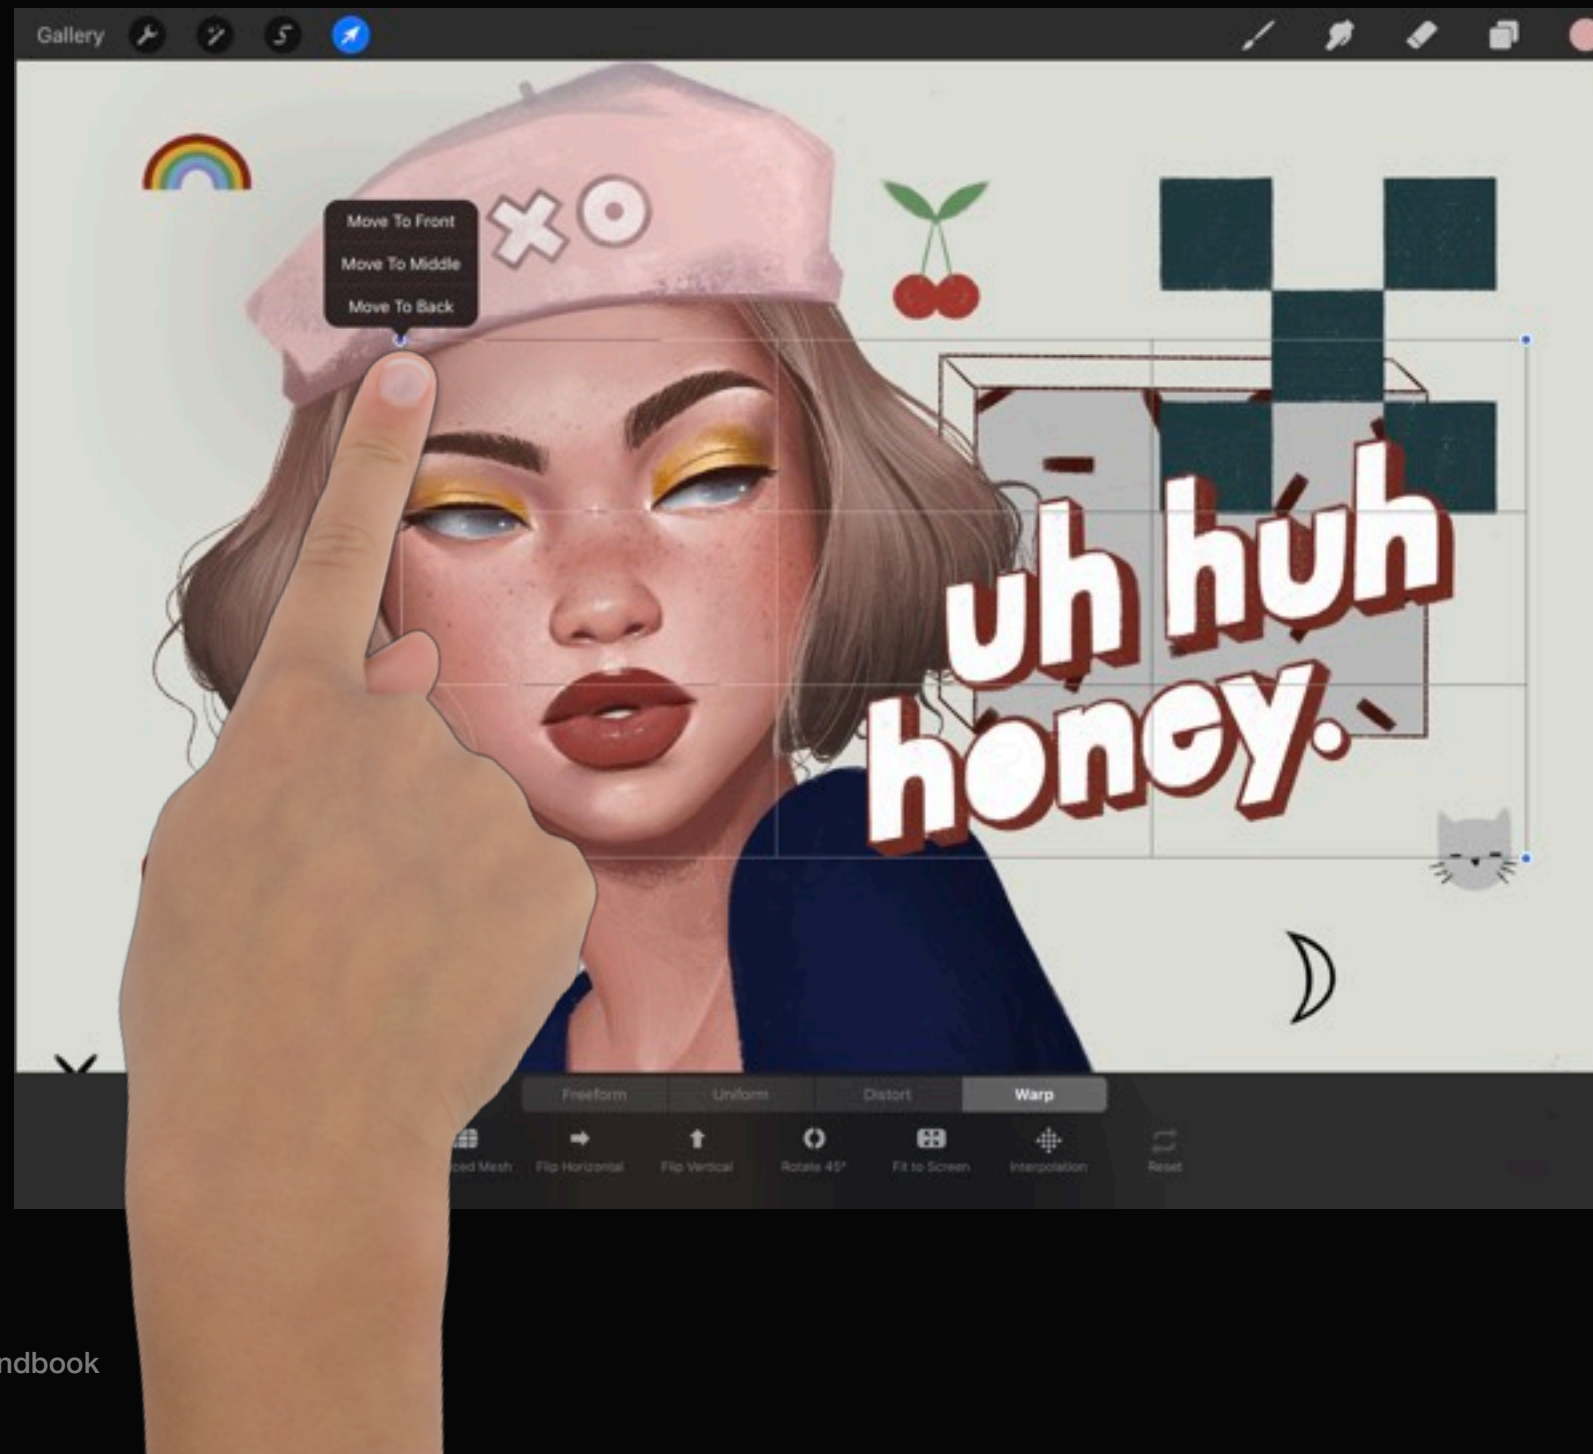 Gallery
Move To Front
Move To Middle
Move To Back
uh huh
honey.
Freeform Uniform Distort Warp
Flip Horizontal Flip Vertical Rotate 45° Fit to Screen Interpolation Reset